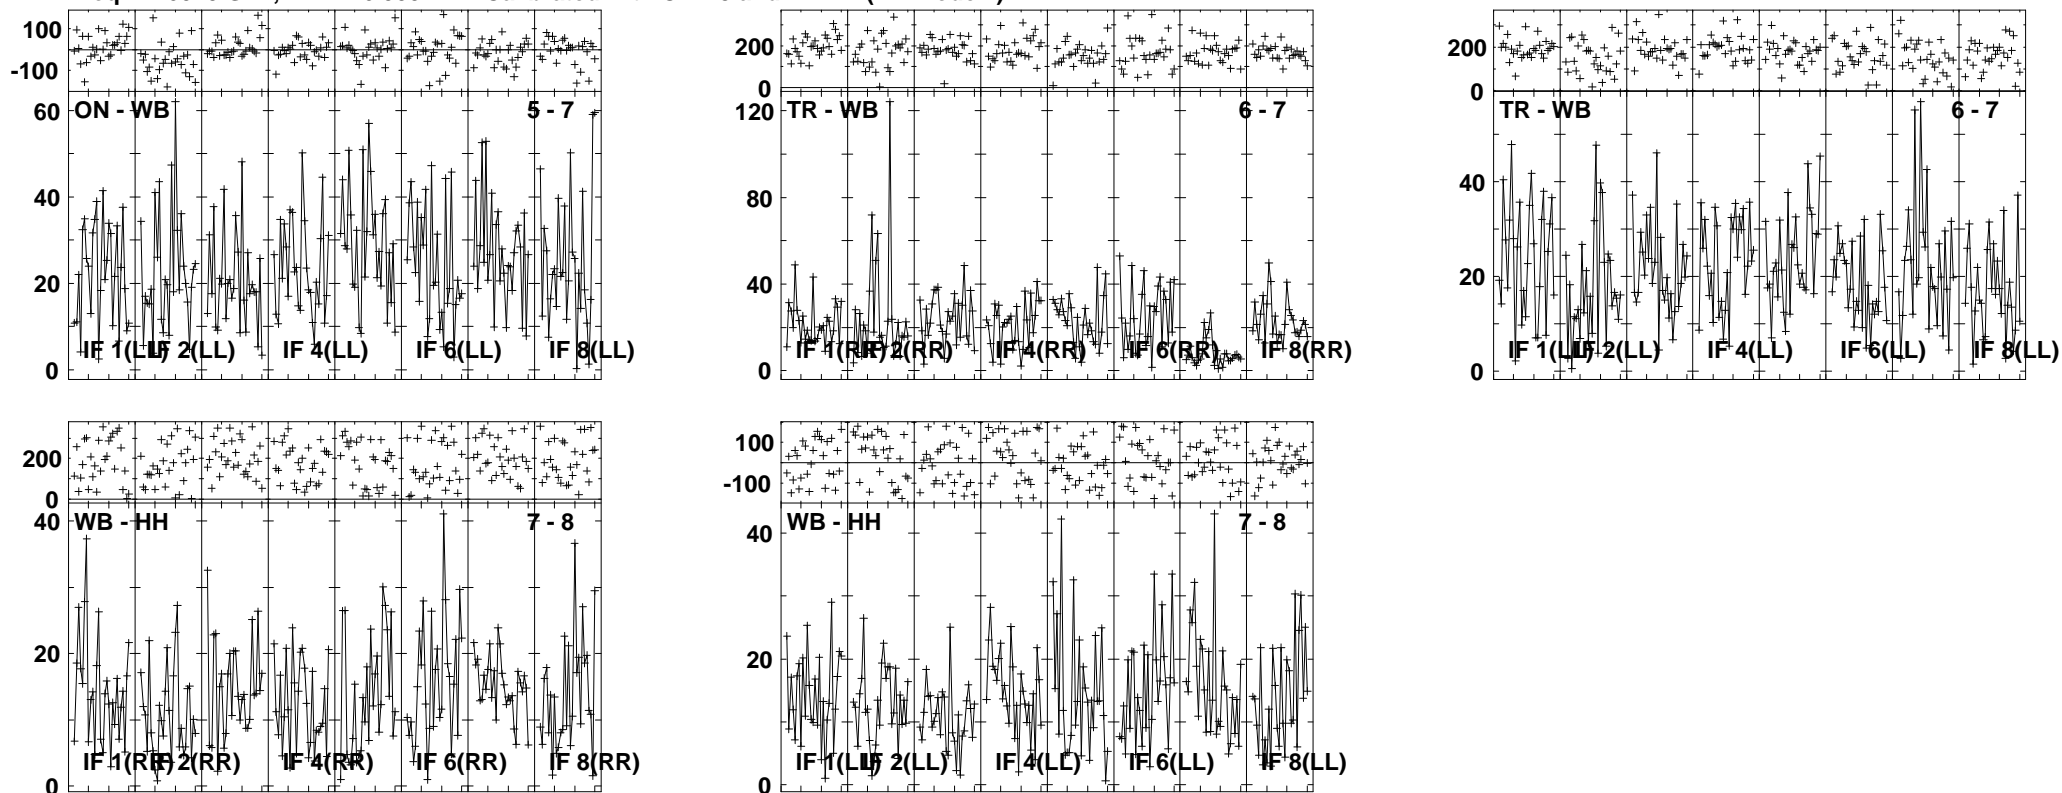 100
-100
60
40
20
0
ON - WB 5 - 7
IF 1(LL) IF 2(LL) IF 4(LL) IF 6(LL) IF 8(LL)
200
0
120
80
40
0
TR - WB 6 - 7
IF 1(RR) IF 2(RR) IF 4(RR) IF 6(RR) IF 8(RR)
200
0
40
20
0
TR - WB 6 - 7
IF 1(LL) IF 2(LL) IF 4(LL) IF 6(LL) IF 8(LL)
200
0
40
20
0
WB - HH 7 - 8
IF 1(RR) IF 2(RR) IF 4(RR) IF 6(RR) IF 8(RR)
100
-100
40
20
0
WB - HH 7 - 8
IF 1(LL) IF 2(LL) IF 4(LL) IF 6(LL) IF 8(LL)